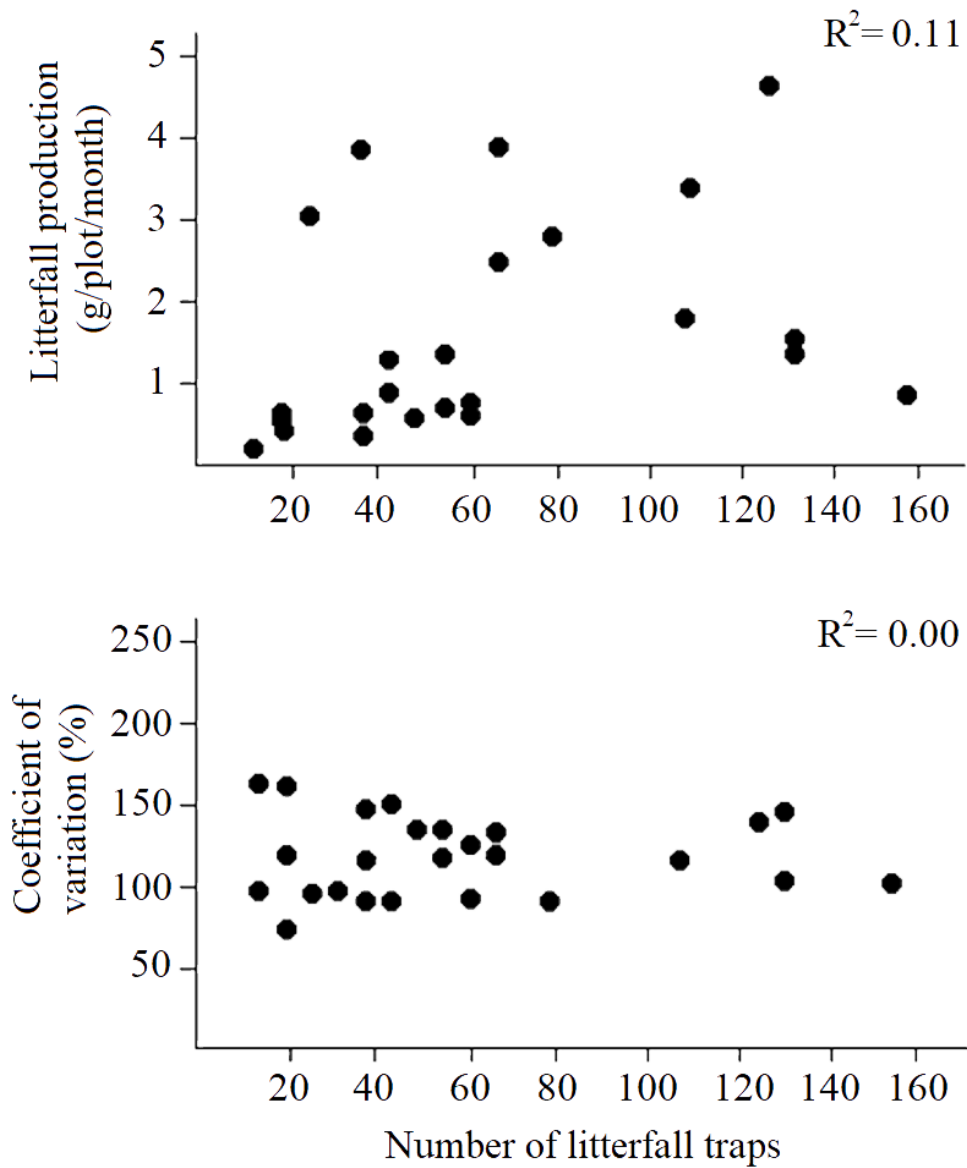 R²= 0.11
Litterfall production
(g/plot/month)
5
4
3
2
1
20 40 60 80 100 120 140 160
R²= 0.00
Coefficient of
variation (%)
250
200
150
100
50
20 40 60 80 100 120 140 160
Number of litterfall traps